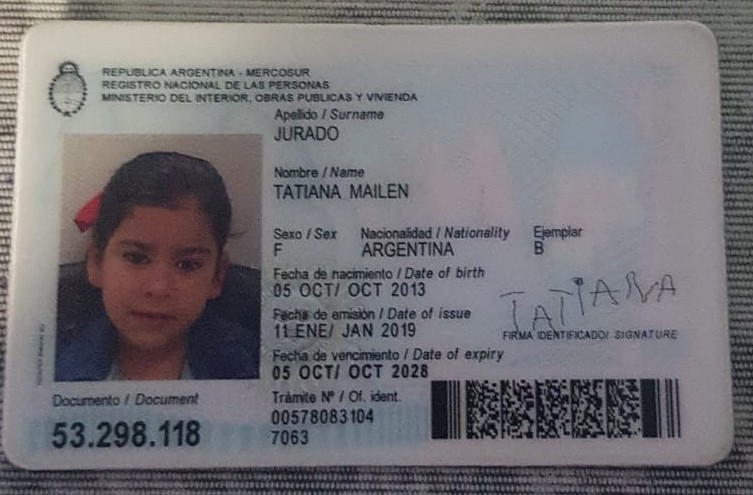 REPUBLICA ARGENTINA - MERCOSUR
REGISTRO NACIONAL DE LAS PERSONAS
MINISTERIO DEL INTERIOR, OBRAS PUBLICAS Y VIVIENDA
Apellido / Surname
JURADO
Nombre / Name
TATIANA MAILEN
Sexo / Sex Nacionalidad / Nationality Ejemplar
F ARGENTINA B
Fecha de nacimiento / Date of birth
05 OCT/ OCT 2013
Fecha de emisión / Date of issue
11 ENE/ JAN 2019
TATIANA
FIRMA IDENTIFICADO/ SIGNATURE
Fecha de vencimiento / Date of expiry
05 OCT/ OCT 2028
Documento / Document
53.298.118
Trámite Nº / Of. ident.
00578083104
7063